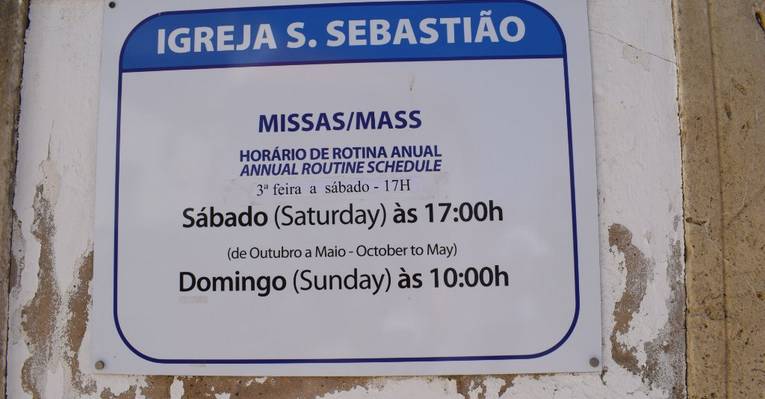 IGREJA S. SEBASTIÃO
MISSAS/MASS
HORÁRIO DE ROTINA ANUAL
ANNUAL ROUTINE SCHEDULE
3ª feira a sábado - 17H
Sábado (Saturday) às 17:00h
(de Outubro a Maio - October to May)
Domingo (Sunday) às 10:00h